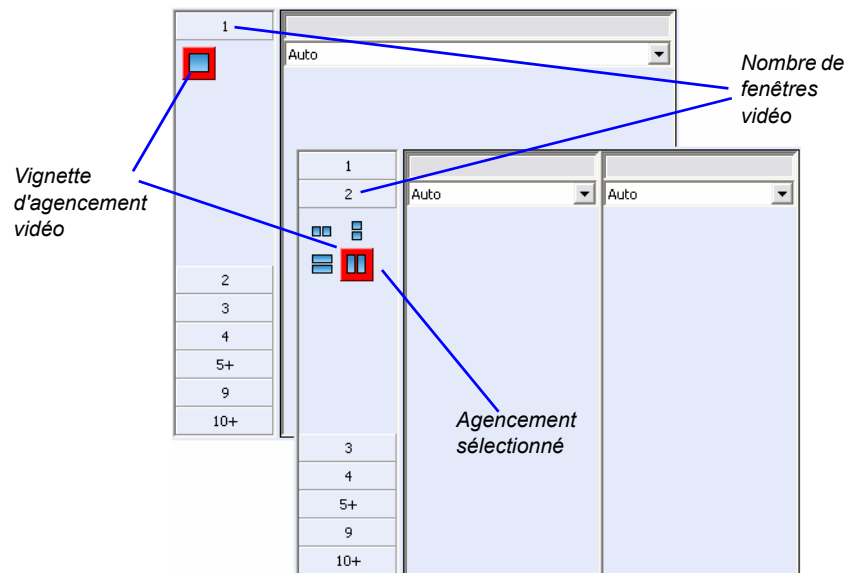 1
Auto
Nombre de
fenêtres
vidéo
Vignette
d'agencement
vidéo
2
3
4
5+
9
10+
1
2
Auto
Auto
Agencement
sélectionné
3
4
5+
9
10+